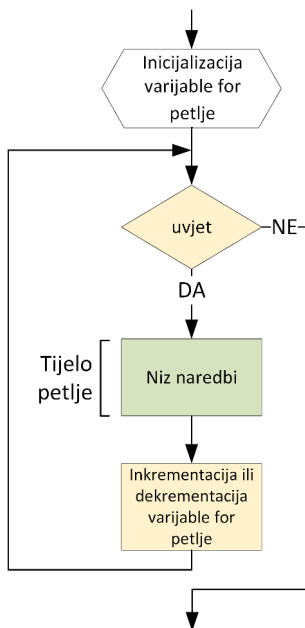 Inicijalizacija
varijable for
petlje
uvjet
NE
DA
Tijelo
petlje
Niz naredbi
Inkrementacija ili
dekrementacija
varijable for
petlje